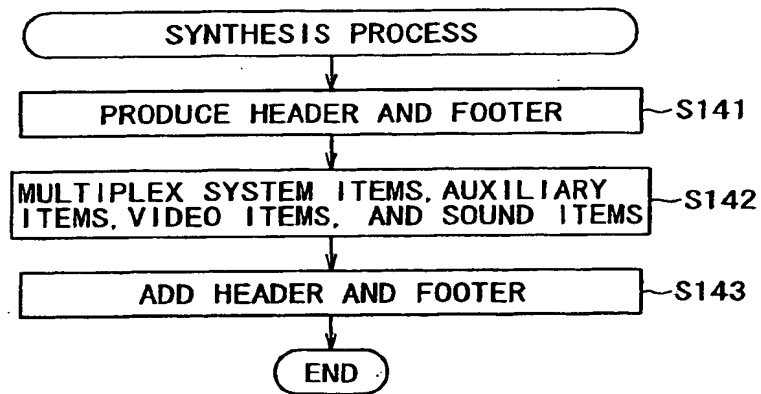 SYNTHESIS PROCESS
PRODUCE HEADER AND FOOTER
S141
MULTIPLEX SYSTEM ITEMS, AUXILIARY
ITEMS, VIDEO ITEMS, AND SOUND ITEMS
S142
ADD HEADER AND FOOTER
S143
END